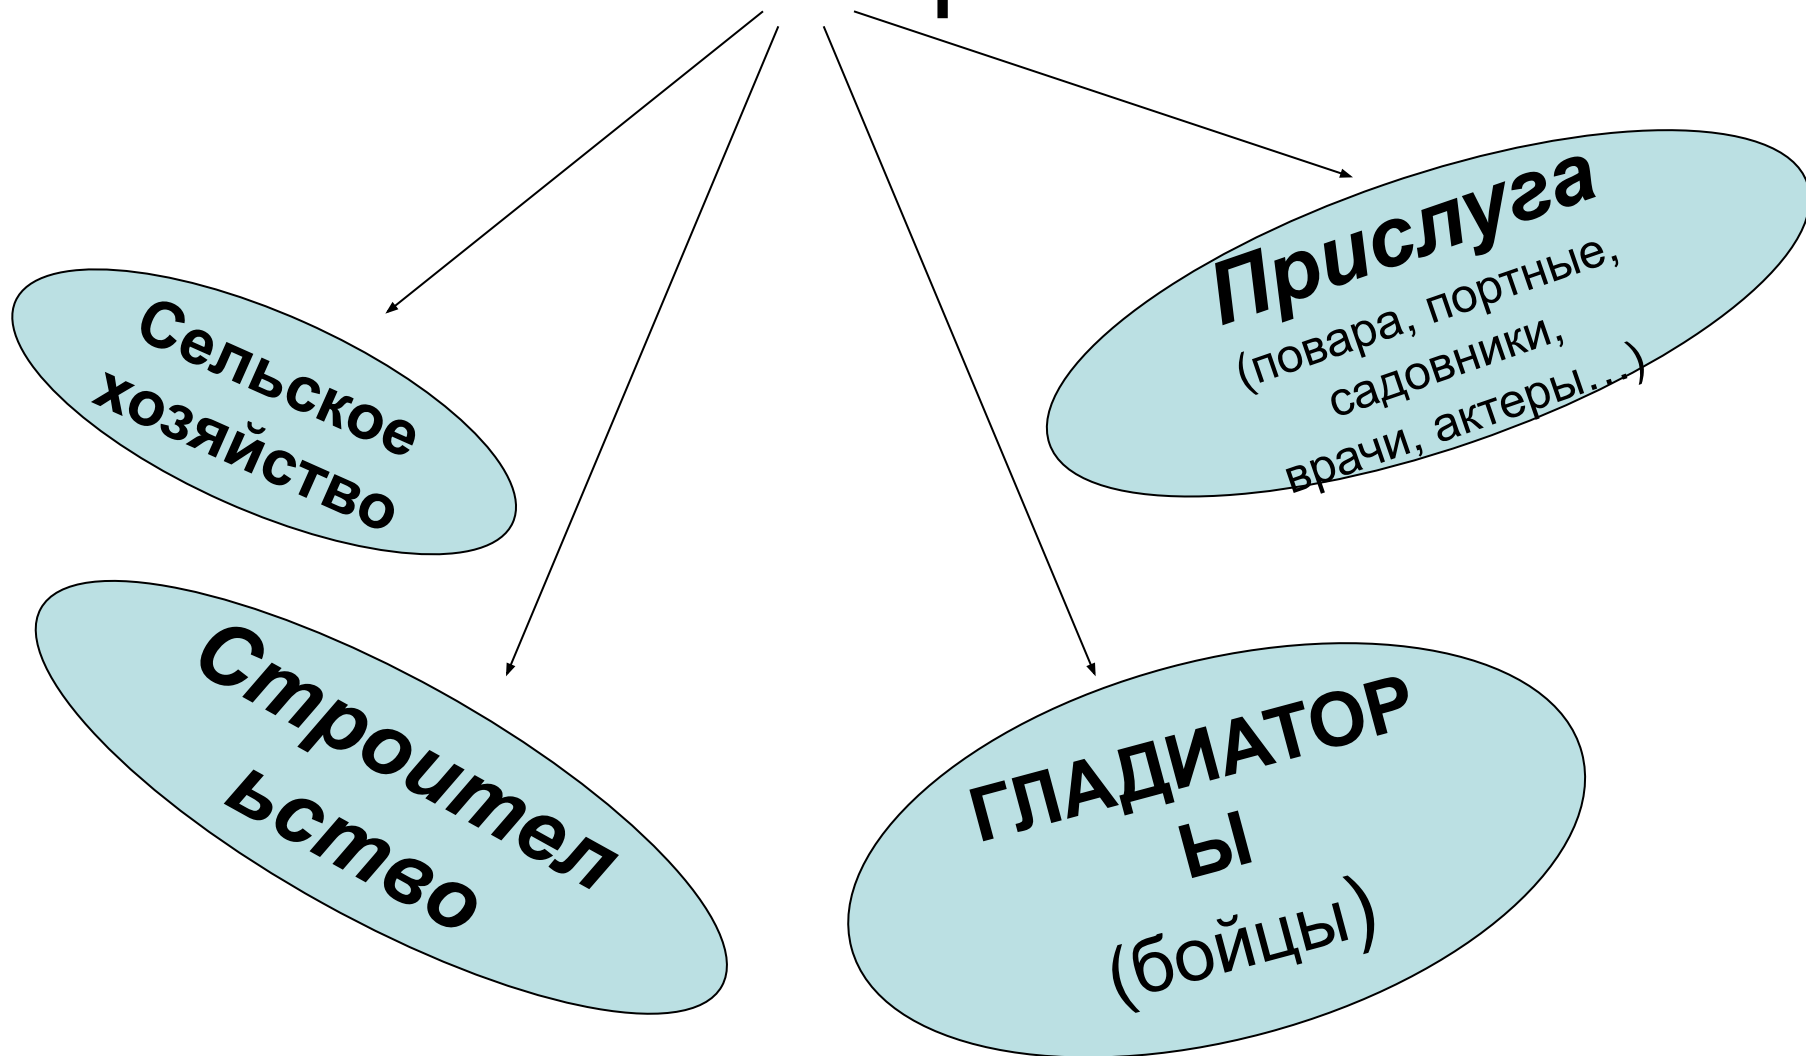 Сельское
хозяйство
Прислуга
(повара, портные,
садовники,
врачи, актеры…)
Строител
ьство
ГЛАДИАТОР
Ы
(бойцы)